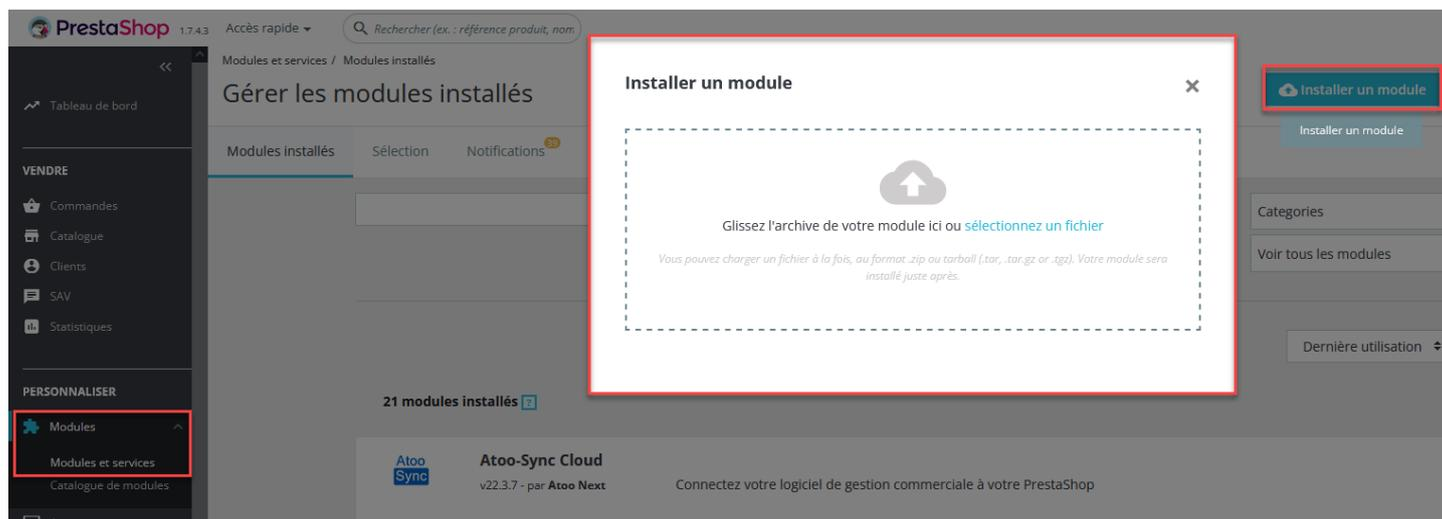 PrestaShop 1.7.4.3 Accès rapide Rechercher (ex. : référence produit, nom
Modules et services / Modules installés
Gérer les modules installés
Installer un module
Installer un module
Installer un module
Tableau de bord
Modules installés Sélection Notifications 39
VENDRE
Commandes
Catalogue
Clients
SAV
Statistiques
Glissez l'archive de votre module ici ou sélectionnez un fichier
Vous pouvez charger un fichier à la fois, au format .zip ou tarball (.tar, .tar.gz or .tgz). Votre module sera
installé juste après.
Categories
Voir tous les modules
Dernière utilisation
PERSONNALISER
Modules
Modules et services
Catalogue de modules
21 modules installés ?
Atoo
Sync
Atoo-Sync Cloud
v22.3.7 - par Atoo Next
Connectez votre logiciel de gestion commerciale à votre PrestaShop